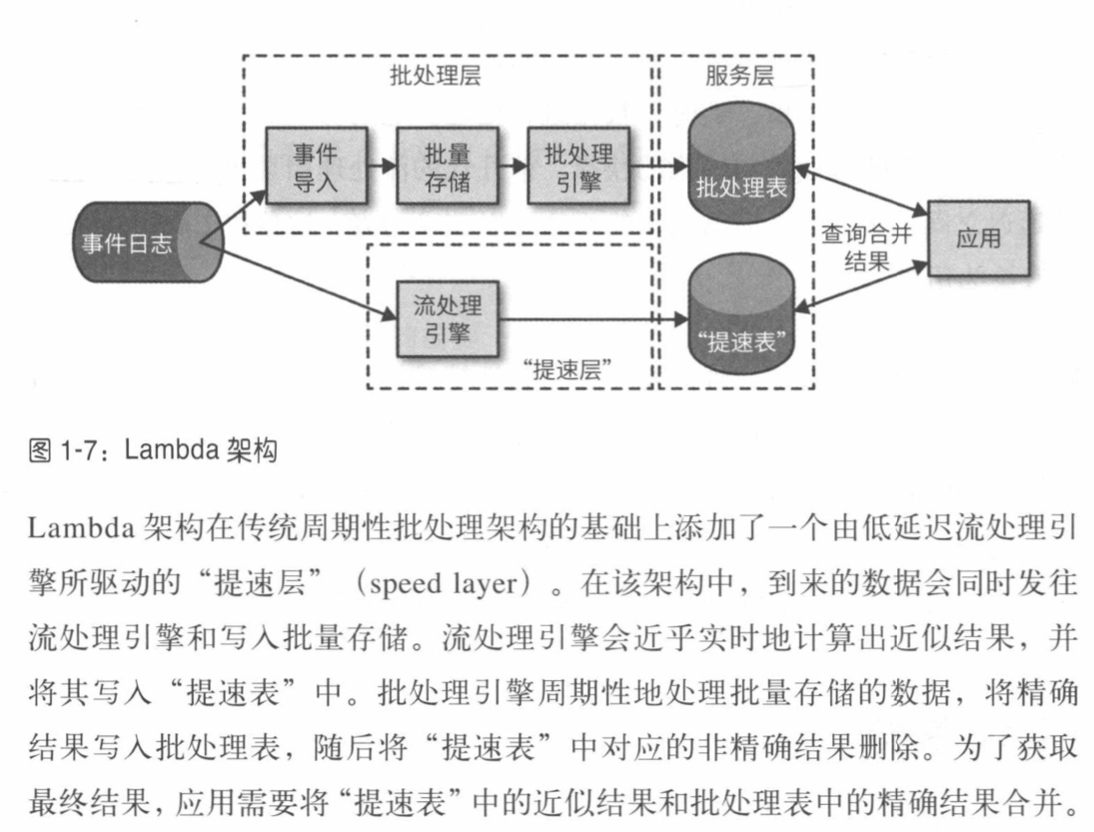 批处理层
服务层
事件
导入
批量
存储
批处理
引擎
批处理表
事件日志
查询合并
结果
应用
流处理
引擎
“提速表”
“提速层”
图 1-7：Lambda 架构
Lambda 架构在传统周期性批处理架构的基础上添加了一个由低延迟流处理引
擎所驱动的“提速层”（speed layer）。在该架构中，到来的数据会同时发往
流处理引擎和写入批量存储。流处理引擎会近乎实时地计算出近似结果，并
将其写入“提速表”中。批处理引擎周期性地处理批量存储的数据，将精确
结果写入批处理表，随后将“提速表”中对应的非精确结果删除。为了获取
最终结果，应用需要将“提速表”中的近似结果和批处理表中的精确结果合并。